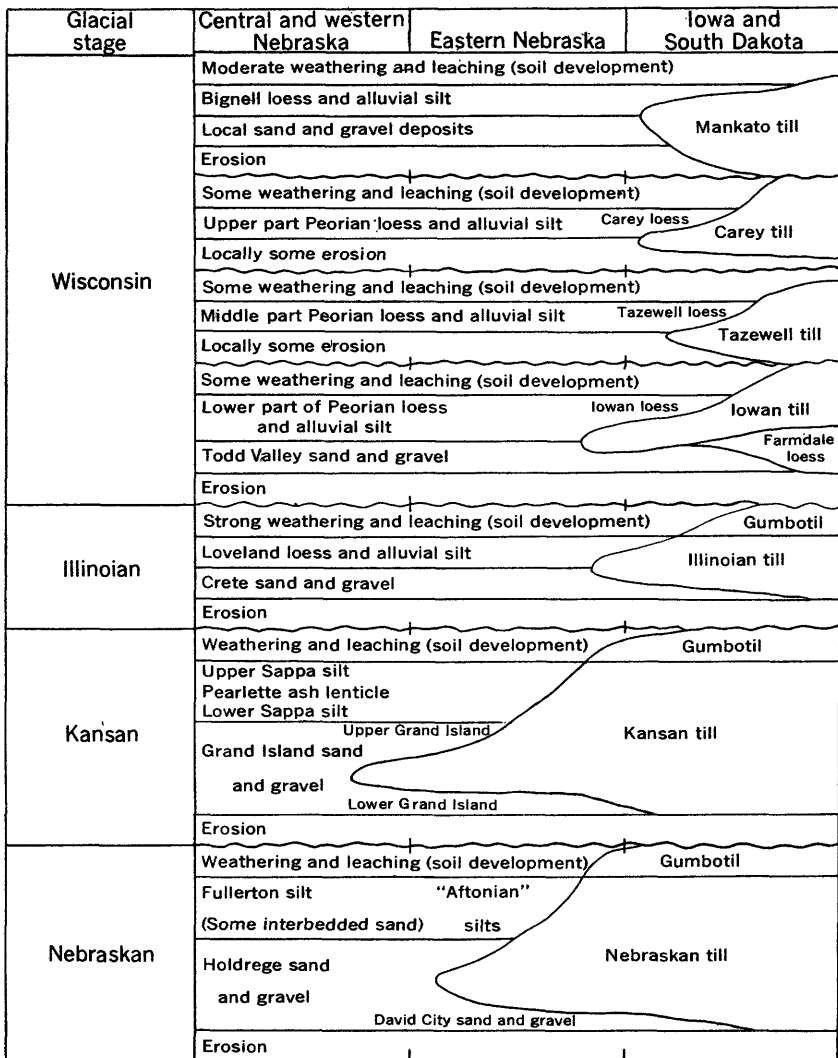 Glacial
stage
Central and western
Nebraska
Eastern Nebraska
Iowa and
South Dakota
Wisconsin
Moderate weathering and leaching (soil development)
Bignell loess and alluvial silt
Local sand and gravel deposits
Mankato till
Erosion
Some weathering and leaching (soil development)
Upper part Peorian loess and alluvial silt
Carey loess
Carey till
Locally some erosion
Some weathering and leaching (soil development)
Middle part Peorian loess and alluvial silt
Tazewell loess
Tazewell till
Locally some erosion
Some weathering and leaching (soil development)
Lower part of Peorian loess
and alluvial silt
Iowan loess
Iowan till
Farmdale
loess
Todd Valley sand and gravel
Erosion
Illinoian
Strong weathering and leaching (soil development)
Gumbotil
Loveland loess and alluvial silt
Illinoian till
Crete sand and gravel
Erosion
Kansan
Weathering and leaching (soil development)
Gumbotil
Upper Sappa silt
Pearlette ash lenticle
Lower Sappa silt
Upper Grand Island
Kansan till
Grand Island sand
and gravel
Lower Grand Island
Erosion
Nebraskan
Weathering and leaching (soil development)
Gumbotil
Fullerton silt
(Some interbedded sand)
"Aftonian"
silts
Nebraskan till
Holdrege sand
and gravel
David City sand and gravel
Erosion